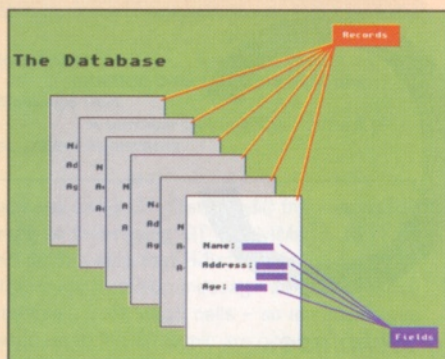 Records
The Database
Name:
Address:
Age:
Fields